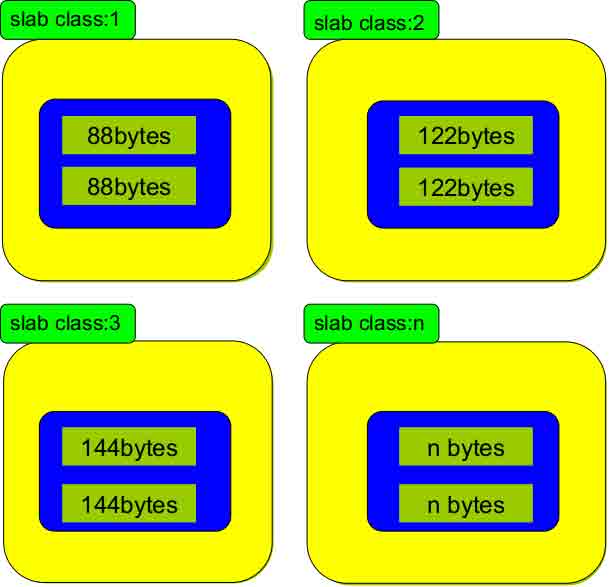 slab class:1
88bytes
88bytes
slab class:2
122bytes
122bytes
slab class:3
144bytes
144bytes
slab class:n
n bytes
n bytes